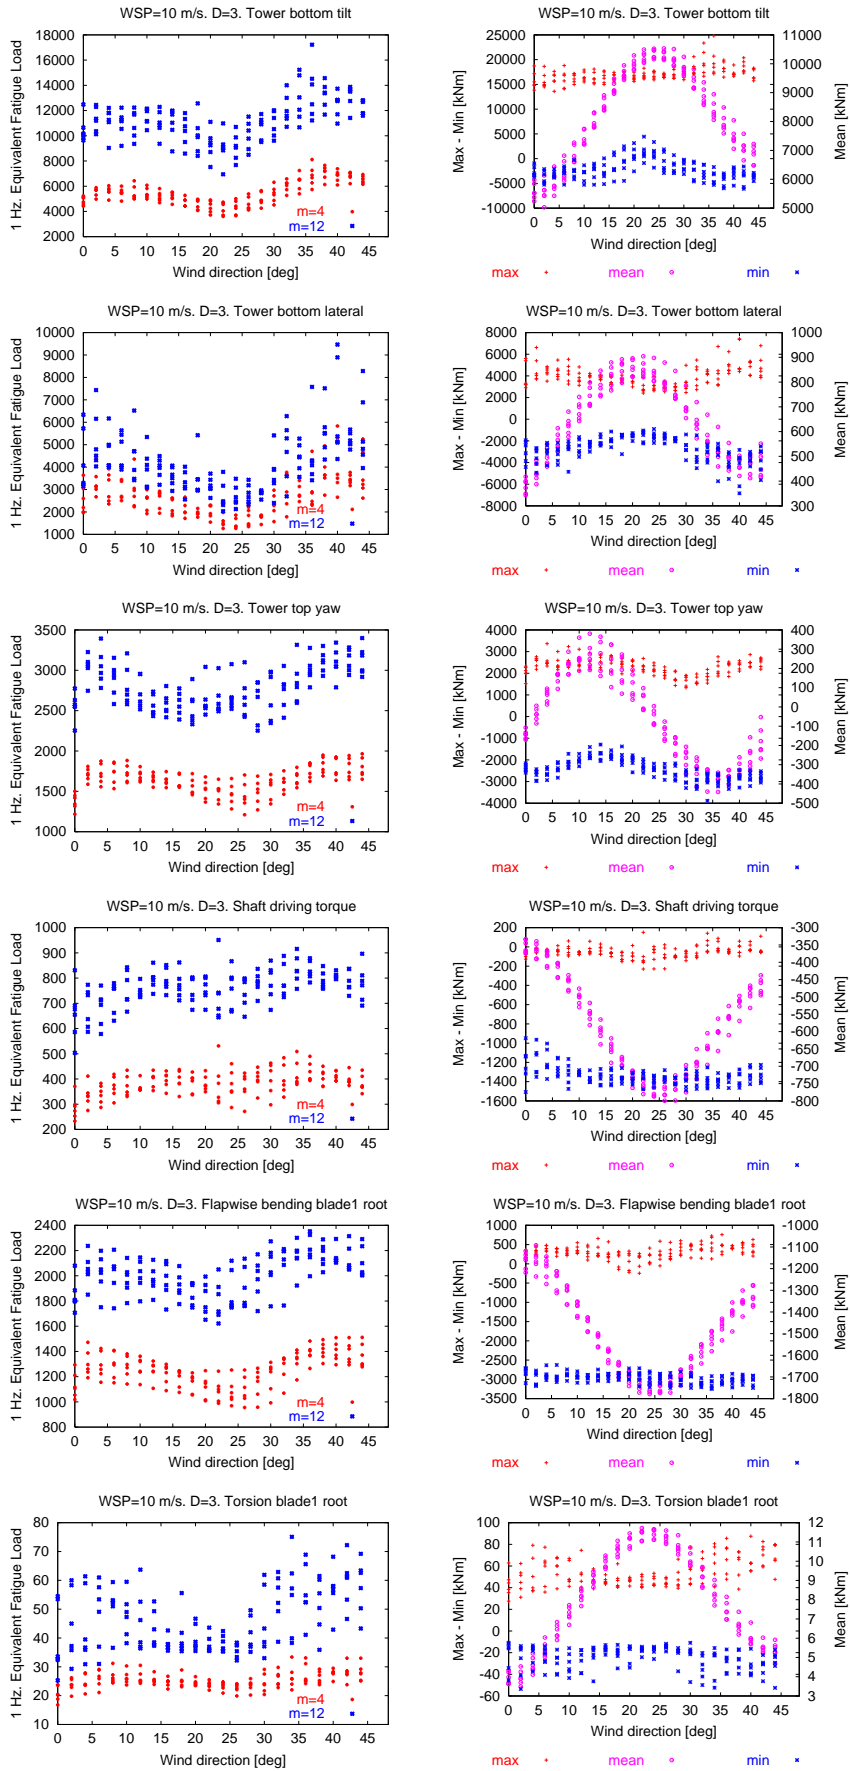 WSP=10 m/s. D=3. Tower bottom tilt
1 Hz. Equivalent Fatigue Load
18000
16000
14000
12000
10000
8000
6000
4000
2000
0 5 10 15 20 25 30 35 40 45
Wind direction [deg]
m=4
m=12
WSP=10 m/s. D=3. Tower bottom tilt
Max - Min [kNm]
25000
20000
15000
10000
5000
0
-5000
-10000
11000
10000
9000
8000
7000
6000
5000
Mean [kNm]
0 5 10 15 20 25 30 35 40 45
Wind direction [deg]
max mean min
WSP=10 m/s. D=3. Tower bottom lateral
1 Hz. Equivalent Fatigue Load
10000
9000
8000
7000
6000
5000
4000
3000
2000
1000
0 5 10 15 20 25 30 35 40 45
Wind direction [deg]
m=4
m=12
WSP=10 m/s. D=3. Tower bottom lateral
Max - Min [kNm]
8000
6000
4000
2000
0
-2000
-4000
-6000
-8000
1000
900
800
700
600
500
400
300
Mean [kNm]
0 5 10 15 20 25 30 35 40 45
Wind direction [deg]
max mean min
WSP=10 m/s. D=3. Tower top yaw
1 Hz. Equivalent Fatigue Load
3500
3000
2500
2000
1500
1000
0 5 10 15 20 25 30 35 40 45
Wind direction [deg]
m=4
m=12
WSP=10 m/s. D=3. Tower top yaw
Max - Min [kNm]
4000
3000
2000
1000
0
-1000
-2000
-3000
-4000
400
300
200
100
0
-100
-200
-300
-400
-500
Mean [kNm]
0 5 10 15 20 25 30 35 40 45
Wind direction [deg]
max mean min
WSP=10 m/s. D=3. Shaft driving torque
1 Hz. Equivalent Fatigue Load
1000
900
800
700
600
500
400
300
200
0 5 10 15 20 25 30 35 40 45
Wind direction [deg]
m=4
m=12
WSP=10 m/s. D=3. Shaft driving torque
Max - Min [kNm]
200
0
-200
-400
-600
-800
-1000
-1200
-1400
-1600
-300
-350
-400
-450
-500
-550
-600
-650
-700
-750
-800
Mean [kNm]
0 5 10 15 20 25 30 35 40 45
Wind direction [deg]
max mean min
WSP=10 m/s. D=3. Flapwise bending blade1 root
1 Hz. Equivalent Fatigue Load
2400
2200
2000
1800
1600
1400
1200
1000
800
0 5 10 15 20 25 30 35 40 45
Wind direction [deg]
m=4
m=12
WSP=10 m/s. D=3. Flapwise bending blade1 root
Max - Min [kNm]
1000
500
0
-500
-1000
-1500
-2000
-2500
-3000
-3500
-1000
-1100
-1200
-1300
-1400
-1500
-1600
-1700
-1800
Mean [kNm]
0 5 10 15 20 25 30 35 40 45
Wind direction [deg]
max mean min
WSP=10 m/s. D=3. Torsion blade1 root
1 Hz. Equivalent Fatigue Load
80
70
60
50
40
30
20
10
0 5 10 15 20 25 30 35 40 45
Wind direction [deg]
m=4
m=12
WSP=10 m/s. D=3. Torsion blade1 root
Max - Min [kNm]
100
80
60
40
20
0
-20
-40
-60
12
11
10
9
8
7
6
5
4
3
Mean [kNm]
0 5 10 15 20 25 30 35 40 45
Wind direction [deg]
max mean min